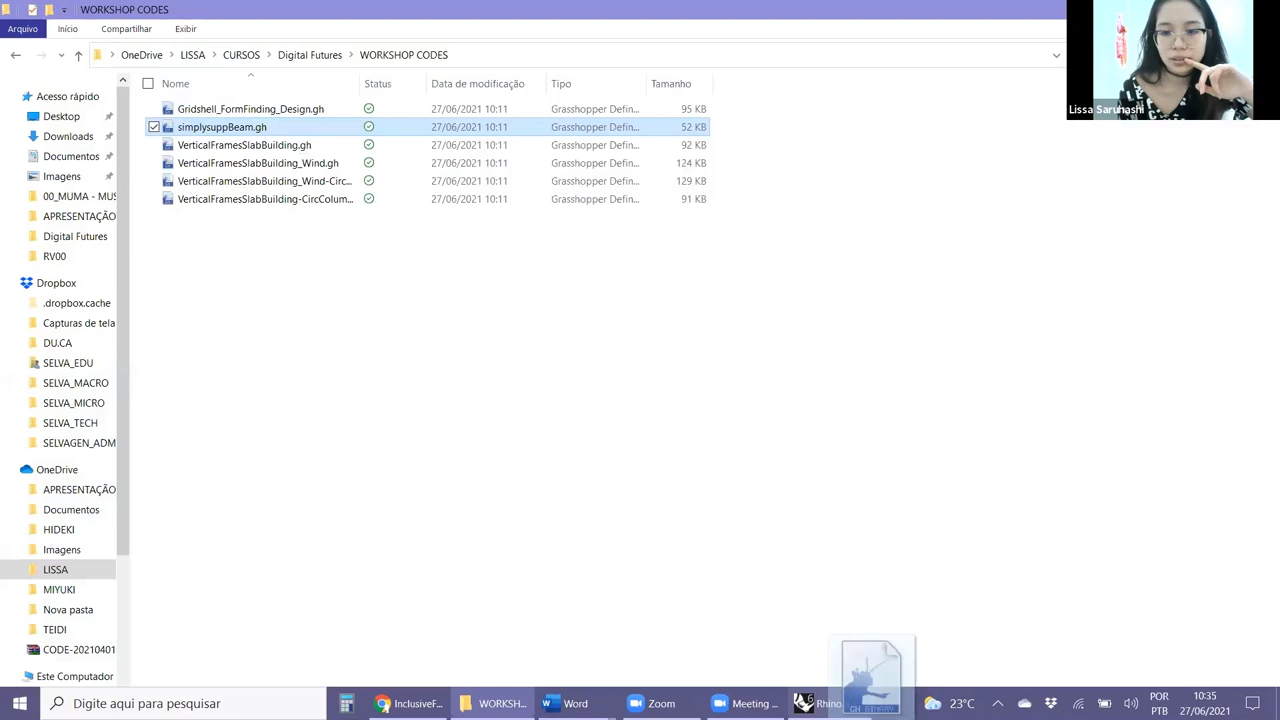 WORKSHOP CODES
Arquivo Início Compartilhar Exibir
OneDrive LISSA CURSOS Digital Futures WORKSHOP CODES
Lissa Saruhashi
Nome Status Data de modificação Tipo Tamanho
Gridshell_FormFinding_Design.gh 27/06/2021 10:11 Grasshopper Defin... 95 KB
simplysuppBeam.gh 27/06/2021 10:11 Grasshopper Defin... 52 KB
VerticalFramesSlabBuilding.gh 27/06/2021 10:11 Grasshopper Defin... 92 KB
VerticalFramesSlabBuilding_Wind.gh 27/06/2021 10:11 Grasshopper Defin... 124 KB
VerticalFramesSlabBuilding_Wind-Circ... 27/06/2021 10:11 Grasshopper Defin... 129 KB
VerticalFramesSlabBuilding-CircColum... 27/06/2021 10:11 Grasshopper Defin... 91 KB
Acesso rápido
Desktop
Downloads
Documentos
Imagens
00_MUMA - MUS
APRESENTAÇÃO
Digital Futures
RV00
Dropbox
.dropbox.cache
Capturas de tela
DU.CA
SELVA_EDU
SELVA_MACRO
SELVA_MICRO
SELVA_TECH
SELVAGEN_ADM
OneDrive
APRESENTAÇÃO
Documentos
HIDEKI
Imagens
LISSA
MIYUKI
Nova pasta
TEIDI
CODE-20210401
Este Computador
GH BINARY
Digite aqui para pesquisar
InclusiveF... WORKSH... Word Zoom Meeting ... Rhino
23°C
POR
PTB
10:35
27/06/2021